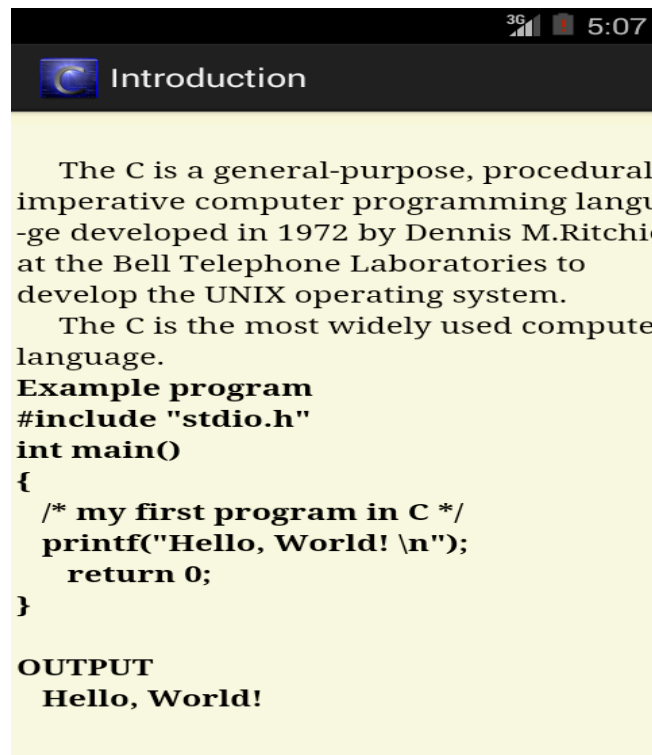 3G 5:07
C Introduction
The C is a general-purpose, procedural
imperative computer programming langu
-ge developed in 1972 by Dennis M.Ritchie
at the Bell Telephone Laboratories to
develop the UNIX operating system.
The C is the most widely used compute
language.
Example program
#include "stdio.h"
int main()
{
/* my first program in C */
printf("Hello, World! \n");
return 0;
}
OUTPUT
Hello, World!